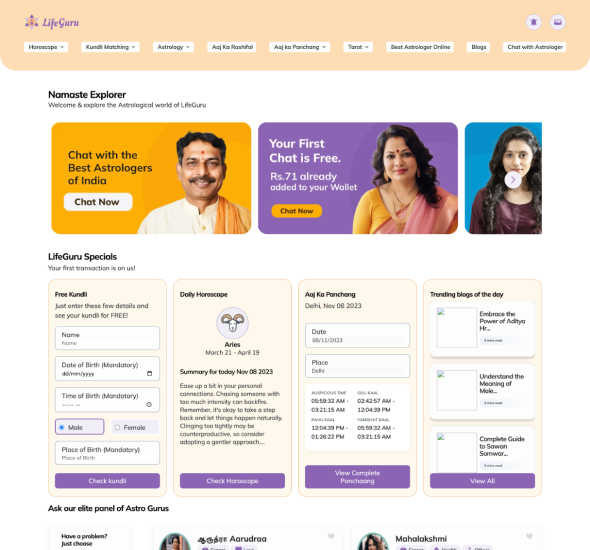 LifeGuru
Horoscope
Kundli Matching
Astrology
Aaj Ka Rashifal
Aaj ka Panchang
Tarot
Best Astrologer Online
Blogs
Chat with Astrologer
Namaste Explorer
Welcome & explore the Astrological world of LifeGuru
Chat with the
Best Astrologers
of India
Chat Now
Your First
Chat is Free.
Rs.71 already
added to your Wallet
Chat Now
LifeGuru Specials
Your first transaction is on us!
Free Kundli
Just enter these few details and
see your kundli for FREE!
Name
Name
Date of Birth (Mandatory)
dd/mm/yyyy
Time of Birth (Mandatory)
--:-- --
Male
Female
Place of Birth (Mandatory)
Place of Birth
Check kundli
Daily Horoscope
Aries
March 21 - April 19
Summary for today Nov 08 2023
Ease up a bit in your personal
connections. Chasing someone with
too much intensity can backfire.
Remember, it's okay to take a step
back and let things happen naturally.
Clinging too tightly may be
counterproductive, so consider
adopting a gentler approach....
Check Horoscope
Aaj Ka Panchang
Delhi, Nov 08 2023
Date
08/11/2023
Place
Delhi
AUSPICIOUS TIME
05:59:32 AM -
03:21:15 AM
GULI KAAL
02:42:57 AM -
12:04:39 PM
RAHU KAAL
12:04:39 PM -
01:26:22 PM
YAMGHAT KAAL
05:59:32 AM -
03:21:15 AM
View Complete
Panchaang
Trending blogs of the day
Embrace the
Power of Aditya
Hr...
5 mins read
Understand the
Meaning of
Mole...
5 mins read
Complete Guide
to Sawan
Somwar...
5 mins read
View All
Ask our elite panel of Astro Gurus
Have a problem?
Just choose
ஆருத்ரா Aarudraa
Career
Love
Mahalakshmi
Career
Health
Others